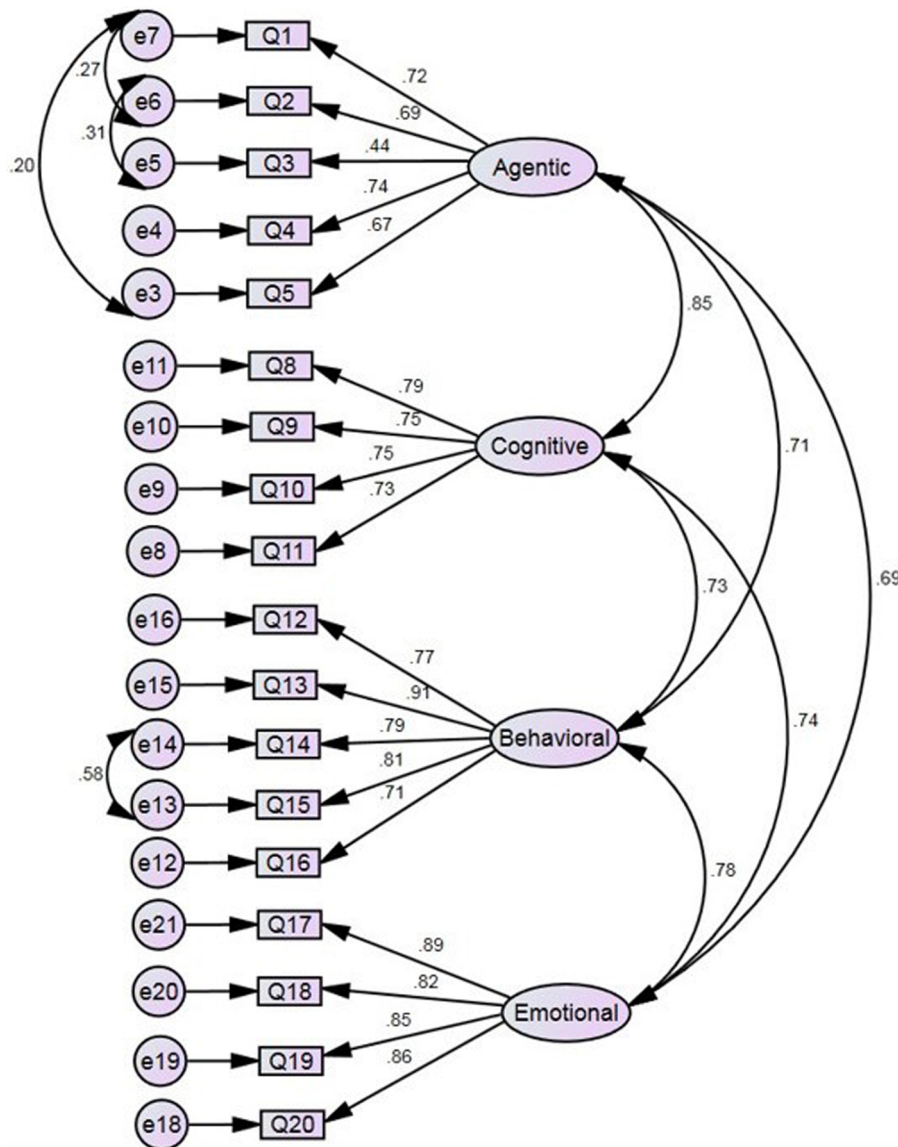 e7 Q1
.72
.27
e6 Q2
.69
.31
.20
e5 Q3
.44
Agentic
.74
e4 Q4
.67
e3 Q5
.85
e11 Q8
.79
e10 Q9
.75
Cognitive
.71
.75
e9 Q10
.73
e8 Q11
.73
.69
e16 Q12
.77
e15 Q13
.91
.74
e14 Q14
.79
Behavioral
.58
.81
e13 Q15
.71
e12 Q16
.78
e21 Q17
.89
e20 Q18
.82
Emotional
.85
e19 Q19
.86
e18 Q20